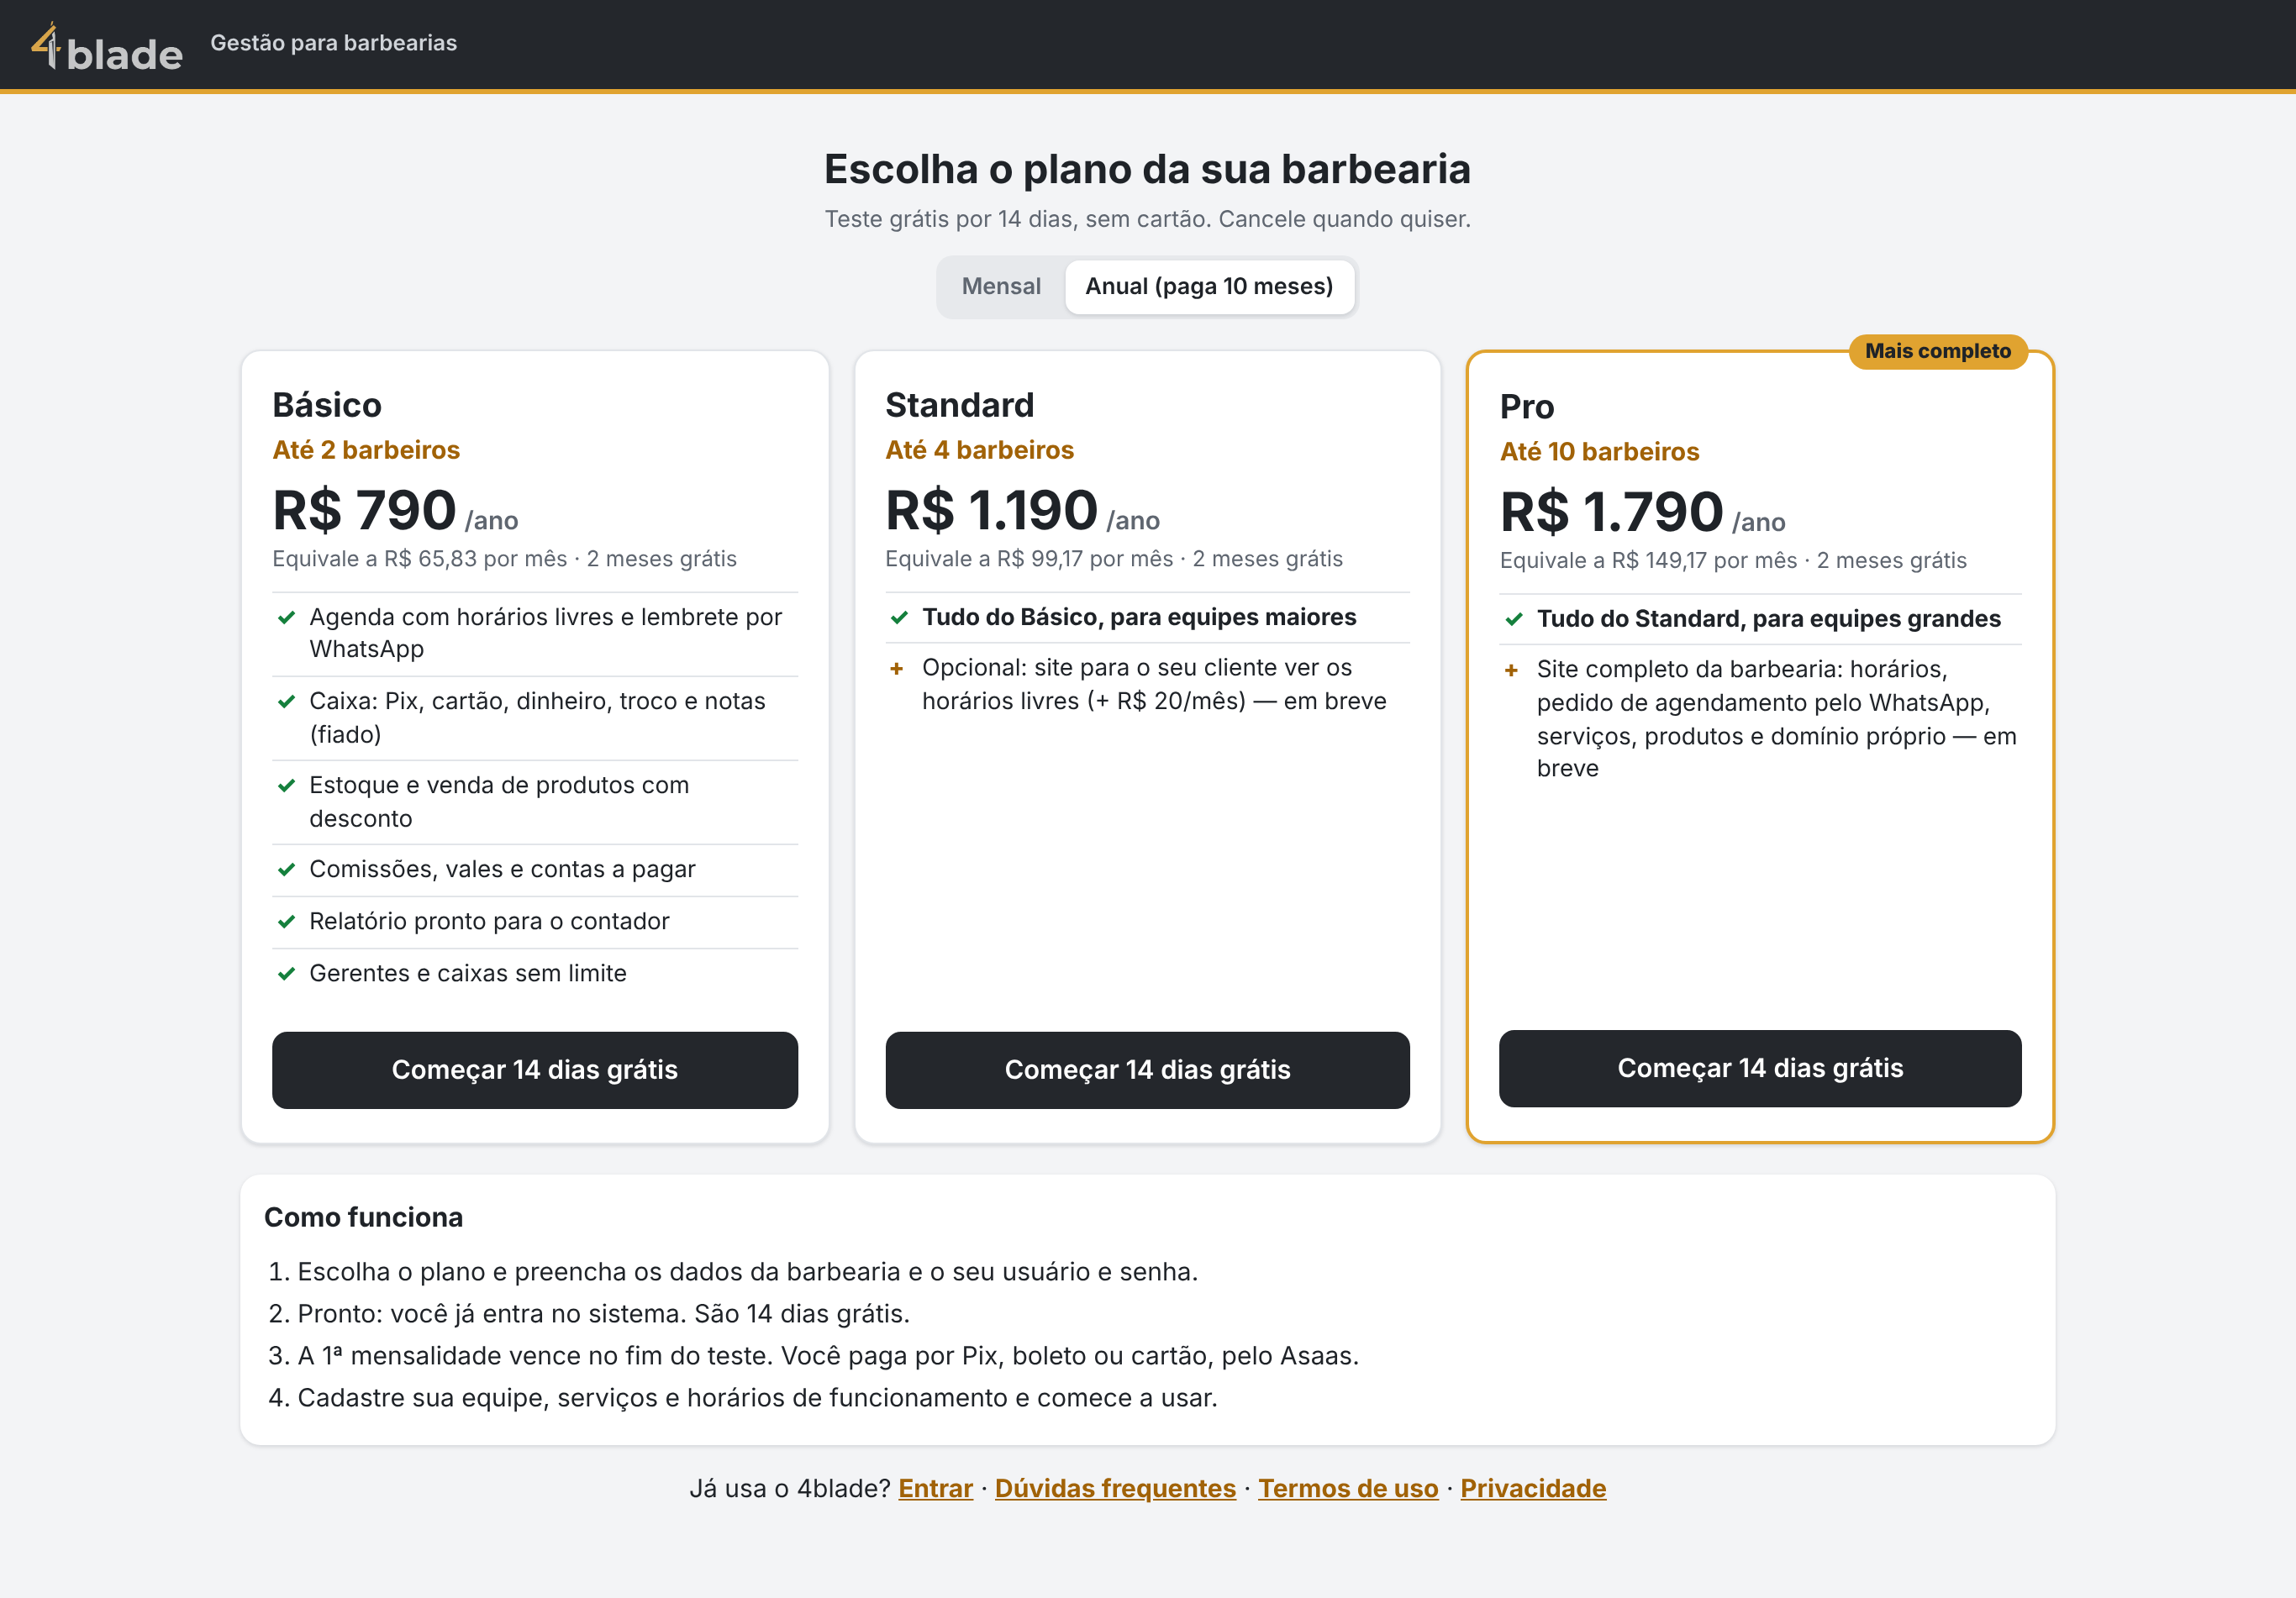 4blade
Gestão para barbearias
Escolha o plano da sua barbearia
Teste grátis por 14 dias, sem cartão. Cancele quando quiser.
Mensal
Anual (paga 10 meses)
Básico
Até 2 barbeiros
R$ 790 /ano
Equivale a R$ 65,83 por mês · 2 meses grátis
Agenda com horários livres e lembrete por
WhatsApp
Caixa: Pix, cartão, dinheiro, troco e notas
(fiado)
Estoque e venda de produtos com
desconto
Comissões, vales e contas a pagar
Relatório pronto para o contador
Gerentes e caixas sem limite
Começar 14 dias grátis
Standard
Até 4 barbeiros
R$ 1.190 /ano
Equivale a R$ 99,17 por mês · 2 meses grátis
Tudo do Básico, para equipes maiores
+ Opcional: site para o seu cliente ver os
horários livres (+ R$ 20/mês) — em breve
Começar 14 dias grátis
Mais completo
Pro
Até 10 barbeiros
R$ 1.790 /ano
Equivale a R$ 149,17 por mês · 2 meses grátis
Tudo do Standard, para equipes grandes
+ Site completo da barbearia: horários,
pedido de agendamento pelo WhatsApp,
serviços, produtos e domínio próprio — em
breve
Começar 14 dias grátis
Como funciona
1. Escolha o plano e preencha os dados da barbearia e o seu usuário e senha.
2. Pronto: você já entra no sistema. São 14 dias grátis.
3. A 1ª mensalidade vence no fim do teste. Você paga por Pix, boleto ou cartão, pelo Asaas.
4. Cadastre sua equipe, serviços e horários de funcionamento e comece a usar.
Já usa o 4blade? Entrar · Dúvidas frequentes · Termos de uso · Privacidade